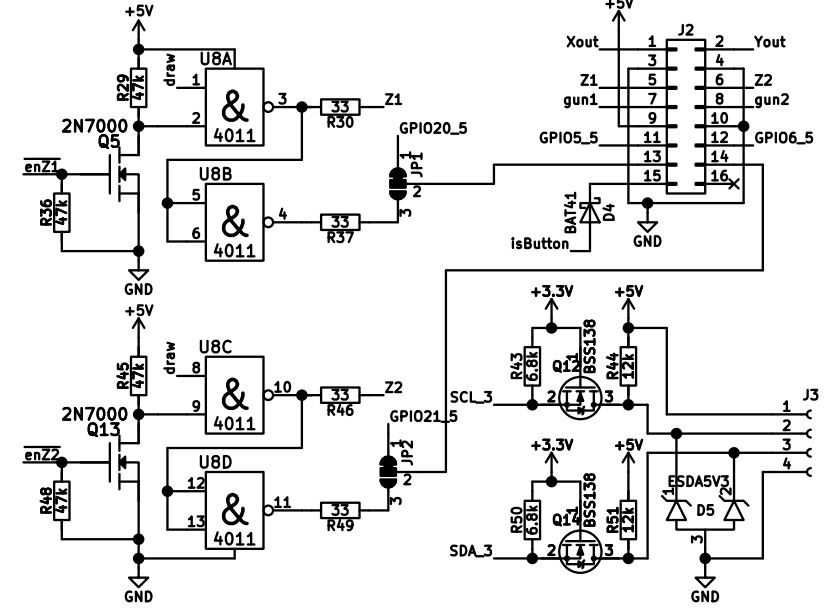 +5V
R29
47k
draw
U8A
1
2
&
4011
3
33
R30
Z1
2N7000
Q5
enZ1
R36
47k
GND
U8B
5
6
&
4011
4
33
R37
GPIO20_5
1
JP1
2
3
+5V
J2
Xout
1
2
Yout
3
4
Z1
5
6
Z2
gun1
7
8
gun2
9
10
GPIO5_5
11
12
GPIO6_5
13
14
15
16
BAT41
D4
isButton
GND
+5V
R45
47k
draw
U8C
8
9
&
4011
10
33
R46
Z2
2N7000
Q13
enZ2
R48
47k
GND
U8D
12
13
&
4011
11
33
R49
GPIO21_5
1
JP2
2
3
+3.3V
+5V
R43
6.8k
Q12
1
BSS138
R44
12k
SCL_3
2
3
J3
1
2
3
4
+3.3V
+5V
R50
6.8k
Q14
1
BSS138
R51
12k
SDA_3
2
3
ESDA5V3
1
2
D5
3
GND